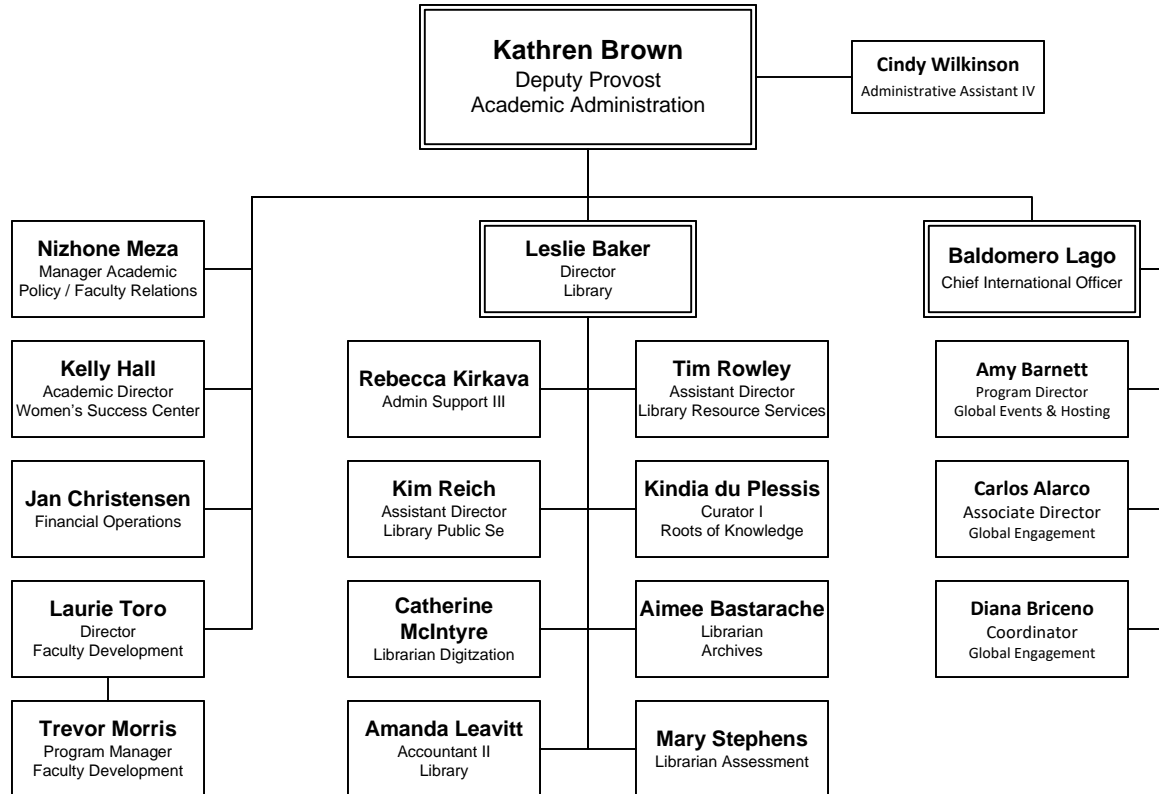 Kathren Brown
Deputy Provost
Academic Administration
Cindy Wilkinson
Administrative Assistant IV
Nizhone Meza
Manager Academic
Policy / Faculty Relations
Leslie Baker
Director
Library
Baldomero Lago
Chief International Officer
Kelly Hall
Academic Director
Women's Success Center
Rebecca Kirkava
Admin Support III
Tim Rowley
Assistant Director
Library Resource Services
Amy Barnett
Program Director
Global Events & Hosting
Jan Christensen
Financial Operations
Kim Reich
Assistant Director
Library Public Se
Kindia du Plessis
Curator I
Roots of Knowledge
Carlos Alarco
Associate Director
Global Engagement
Laurie Toro
Director
Faculty Development
Catherine
McIntyre
Librarian Digitzation
Aimee Bastarache
Librarian
Archives
Diana Briceno
Coordinator
Global Engagement
Trevor Morris
Program Manager
Faculty Development
Amanda Leavitt
Accountant II
Library
Mary Stephens
Librarian Assessment